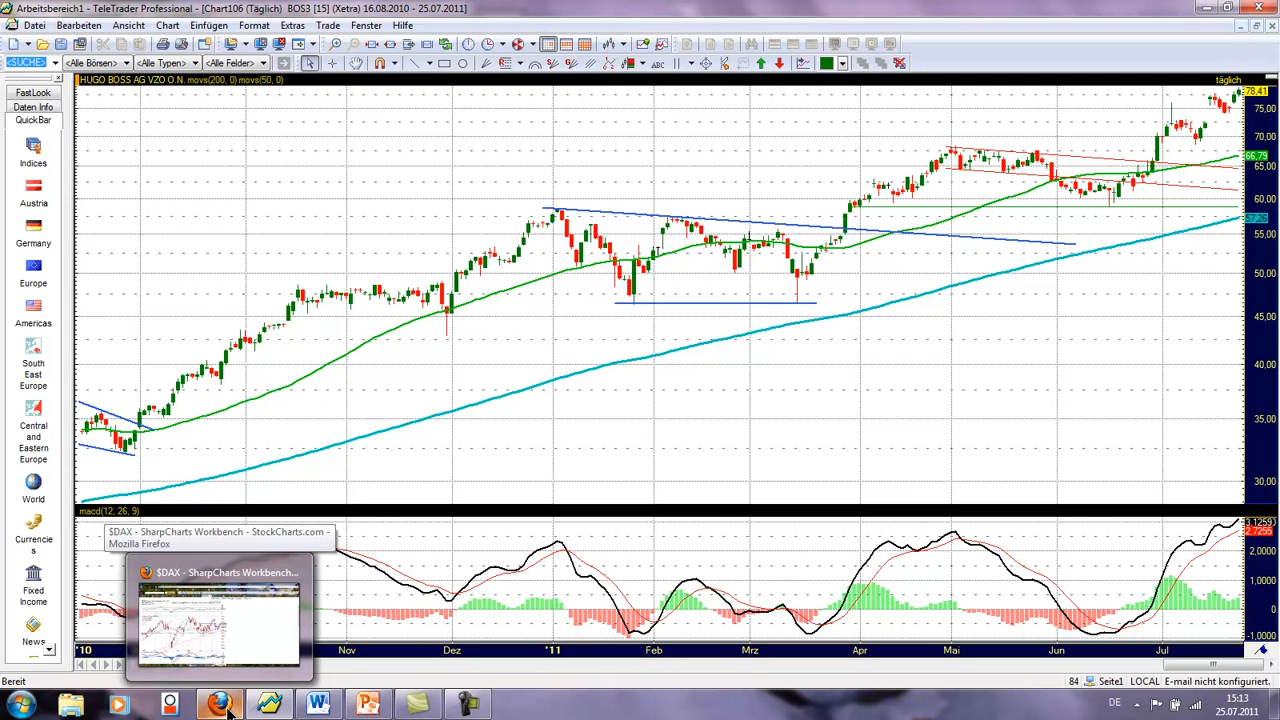 Arbeitsbereich1 - TeleTrader Professional - [Chart106 (Täglich) BOS3 [15] (Xetra) 16.08.2010 - 25.07.2011]
Datei Bearbeiten Ansicht Chart Einfügen Format Extras Trade Fenster Hilfe
<SUCHE> <Alle Börsen> <Alle Typen> <Alle Felder>
ABC
HUGO BOSS AG VZO O.N. movs(200, 0) movs(50, 0)
täglich
FastLook
Daten Info
QuickBar
Indices
Austria
Germany
Europe
Americas
South
East
Europe
Central
and
Eastern
Europe
World
Currencie
s
Fixed
Income
News
78,41
75,00
70,00
66,79
65,00
60,00
57,26
55,00
50,00
45,00
40,00
35,00
30,00
macd(12, 26, 9)
3,1259
2,7255
2,0000
1,0000
0
-1,0000
$DAX - SharpCharts Workbench - StockCharts.com -
Mozilla Firefox
$DAX - SharpCharts Workbench...
'10 Nov Dez '11 Feb Mrz Apr Mai Jun Jul
Bereit
84 Seite1 LOCAL E-mail nicht konfiguriert.
DE
15:13
25.07.2011